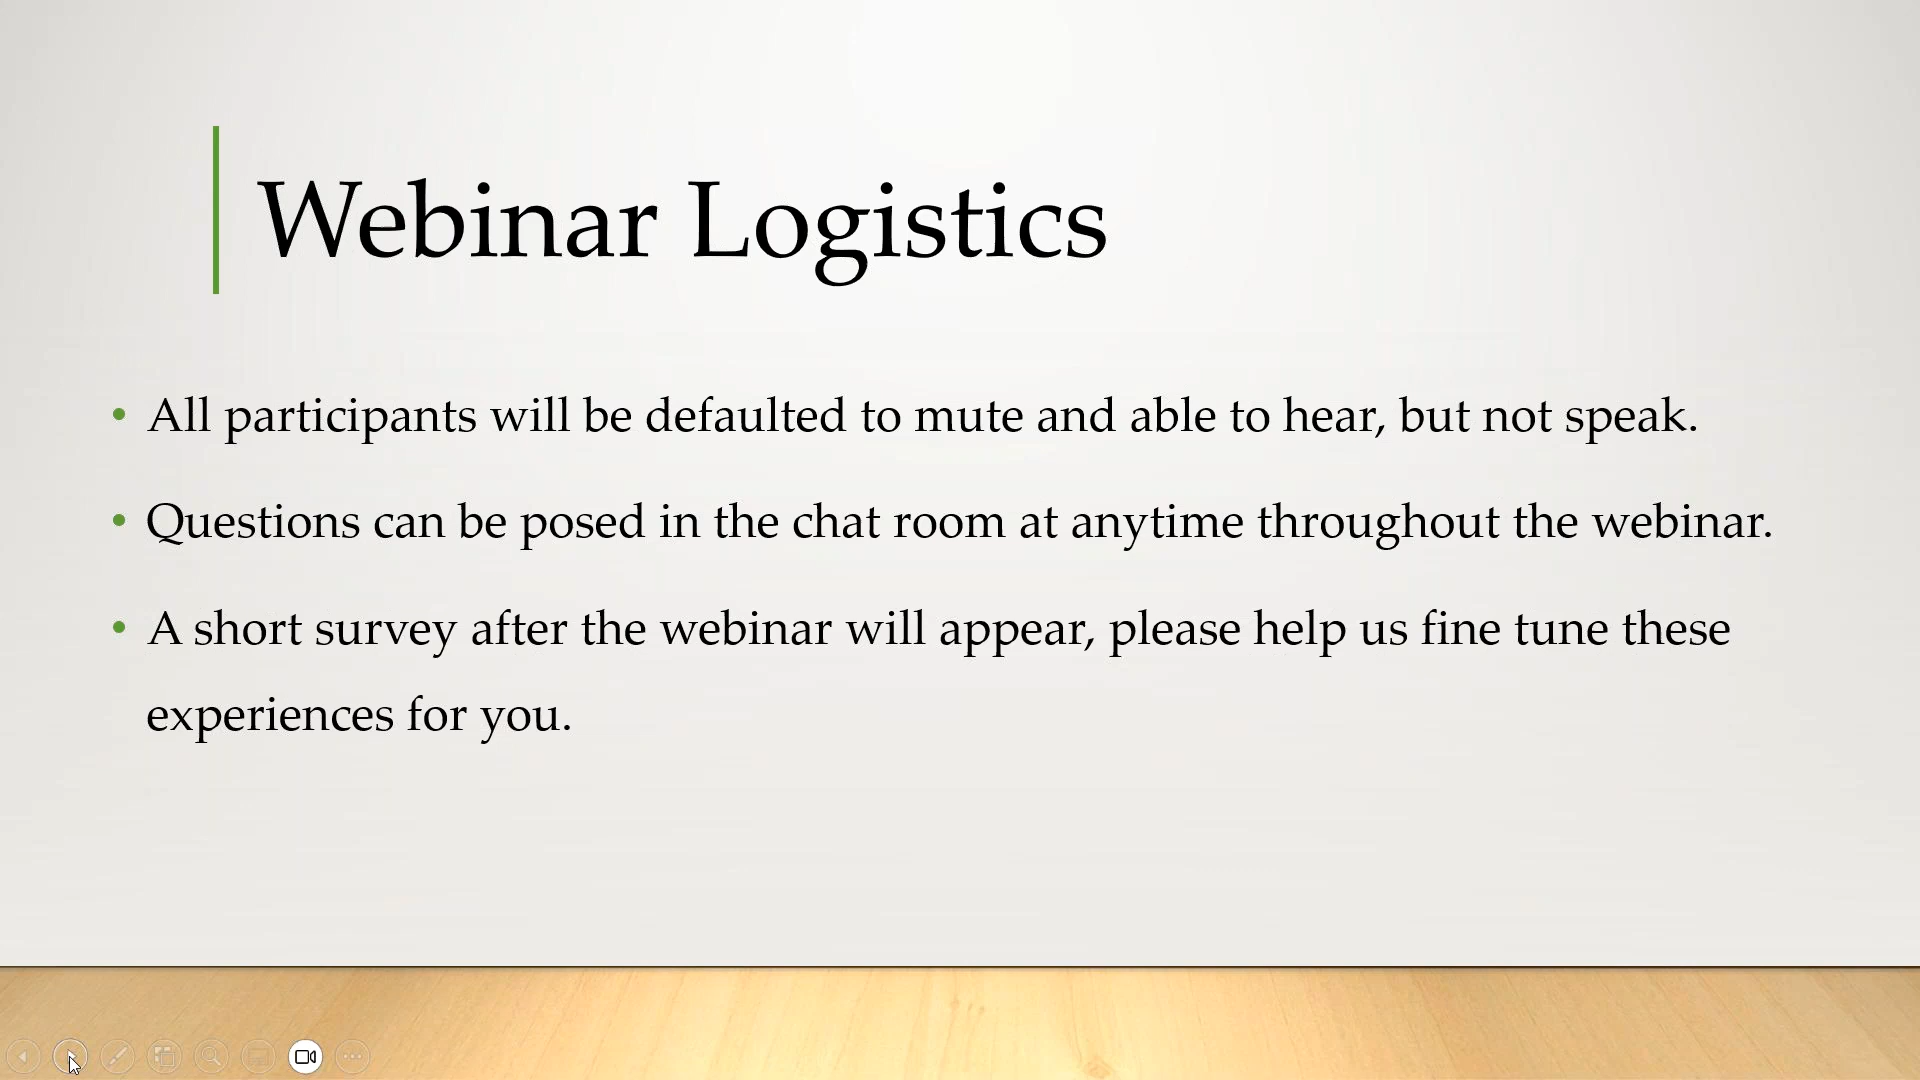 Webinar Logistics
• All participants will be defaulted to mute and able to hear, but not speak.
• Questions can be posed in the chat room at anytime throughout the webinar.
• A short survey after the webinar will appear, please help us fine tune these
experiences for you.